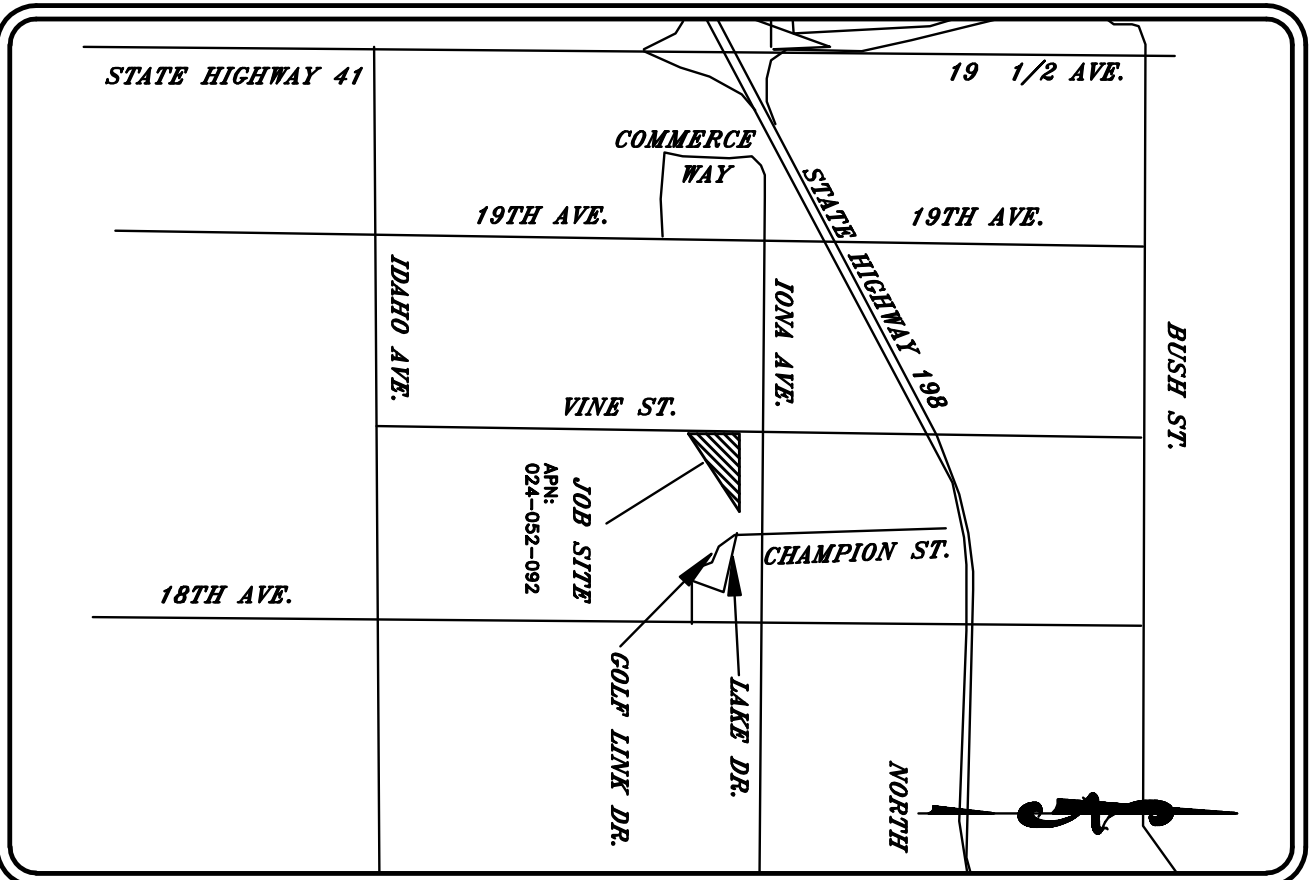 STATE HIGHWAY 41
19 1/2 AVE.
COMMERCE
WAY
19TH AVE.
19TH AVE.
STATE HIGHWAY 198
IDAHO AVE.
IONA AVE.
BUSH ST.
VINE ST.
JOB SITE
APN:
024-052-092
CHAMPION ST.
18TH AVE.
GOLF LINK DR.
LAKE DR.
NORTH